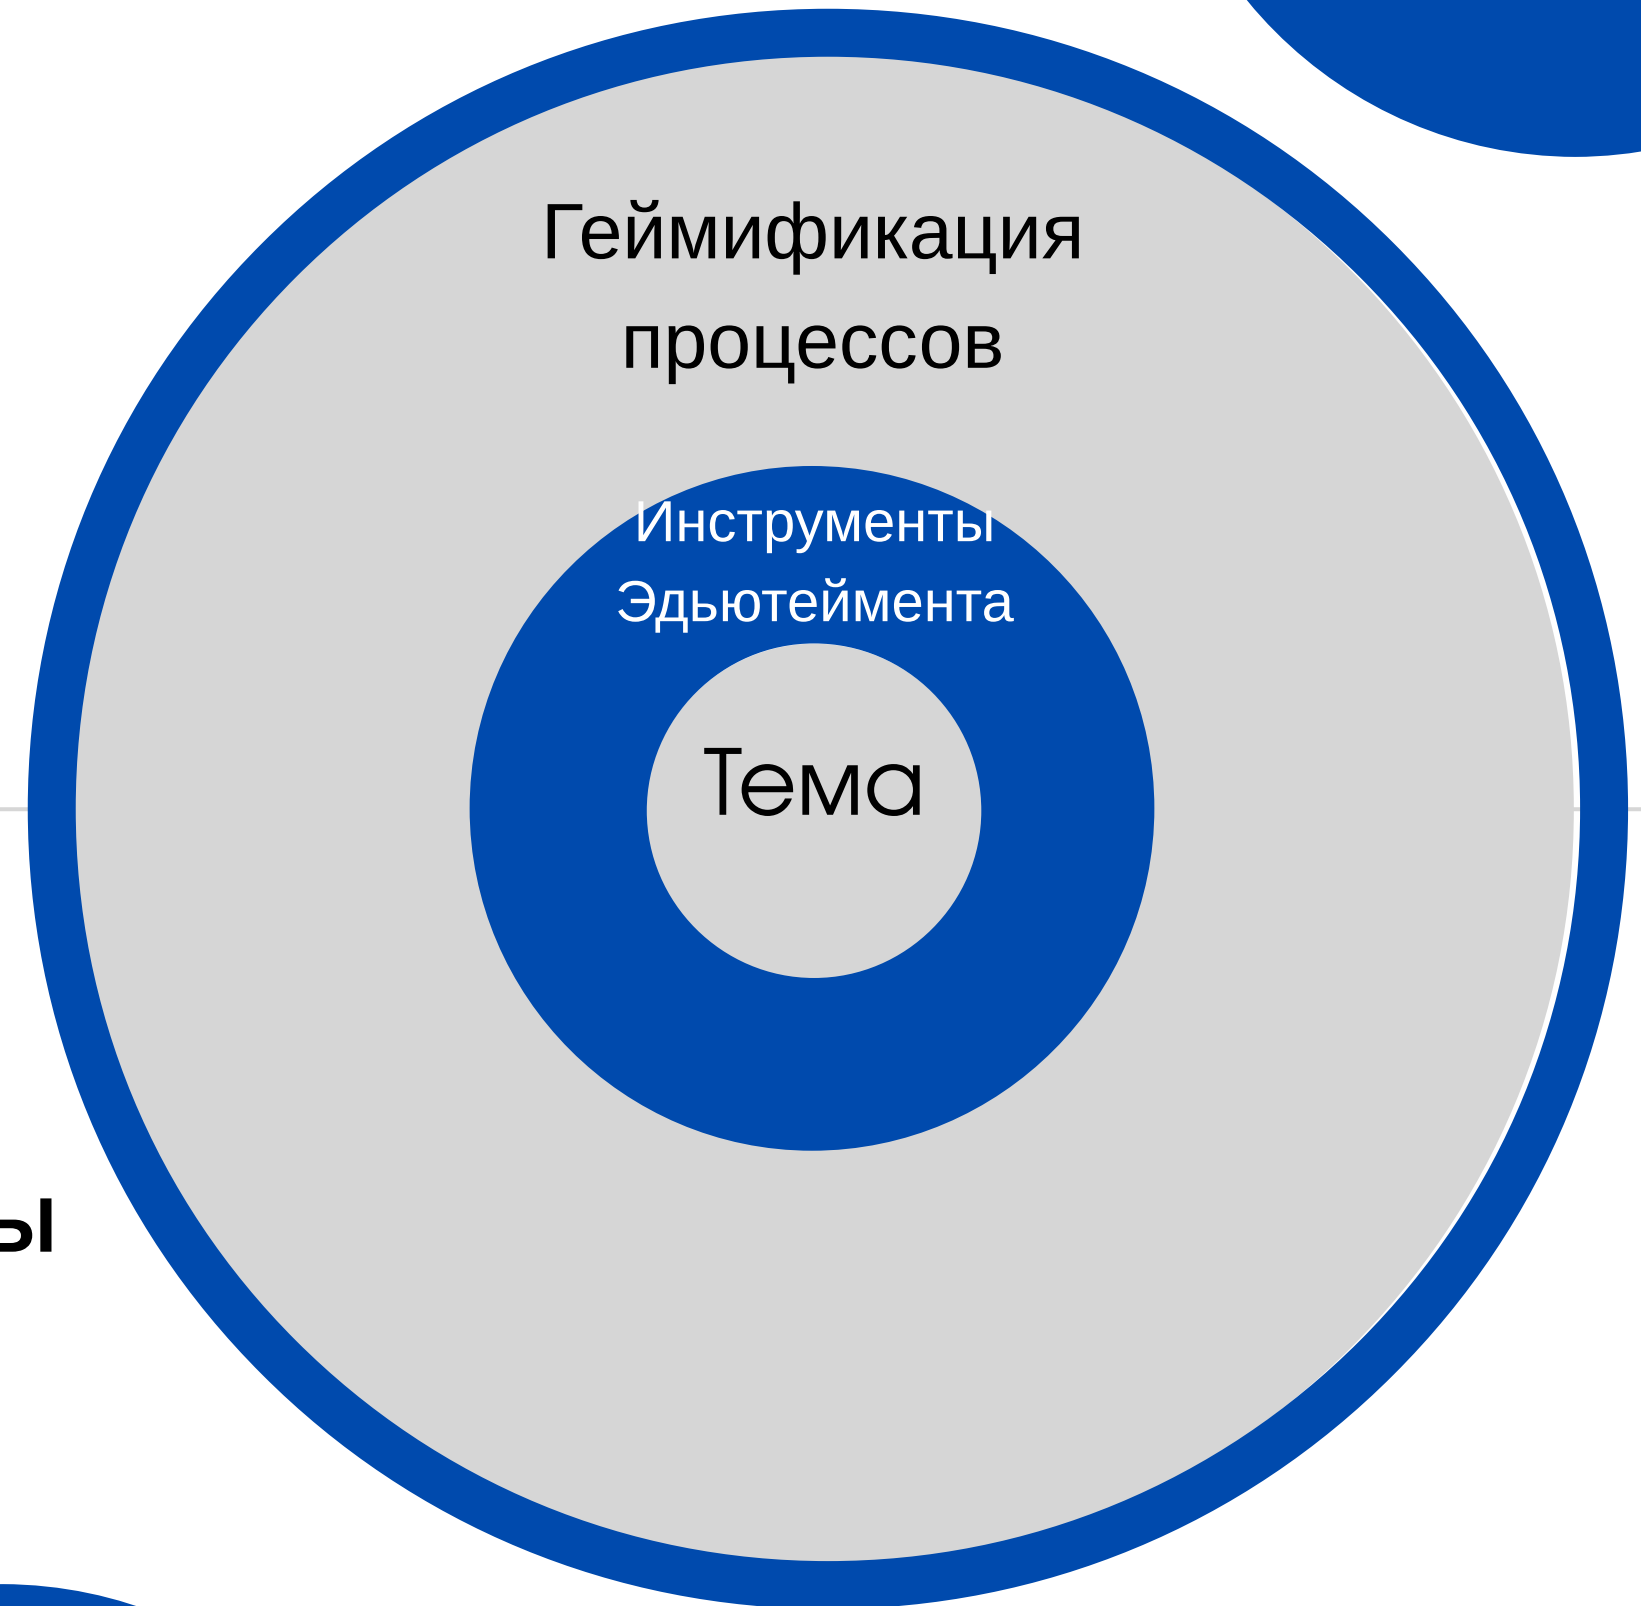 Геймификация
процессов
Инструменты
Эдьютеймента
Тема
ы